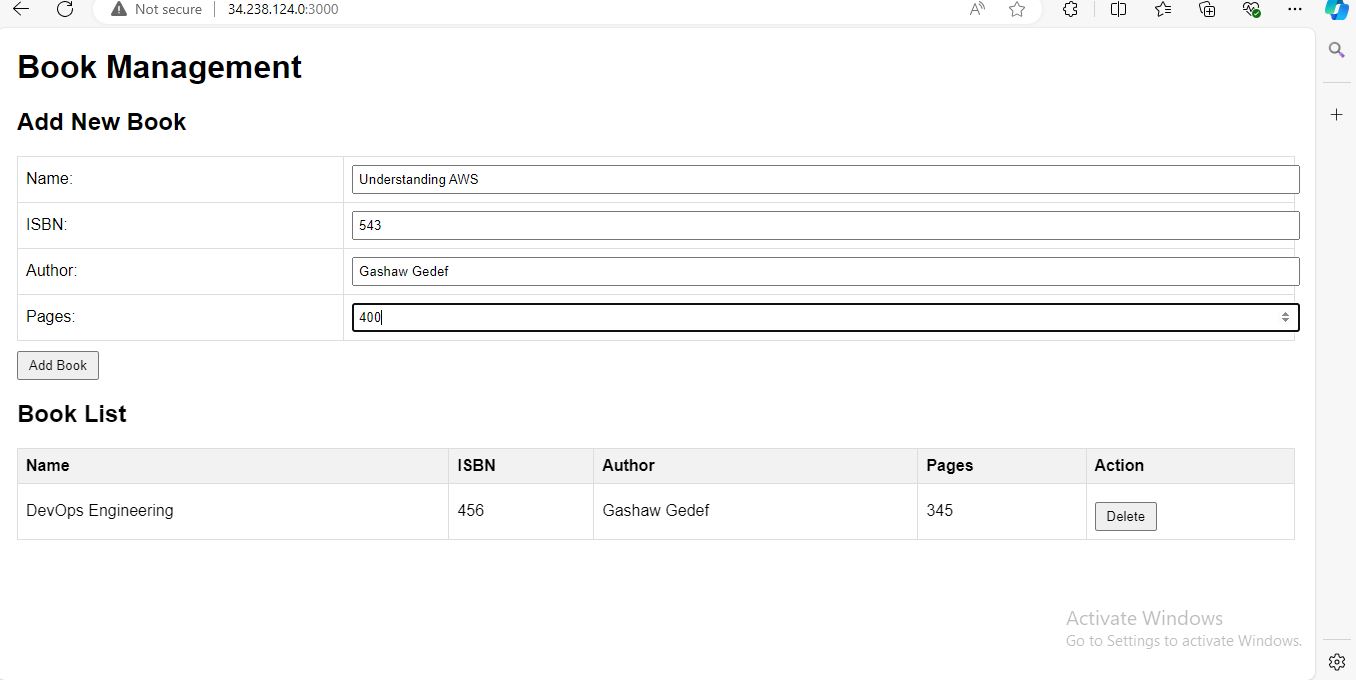 Not secure 34.238.124.0:3000
Book Management
Add New Book
Name: Understanding AWS
ISBN: 543
Author: Gashaw Gedef
Pages: 400
Add Book
Book List
Name ISBN Author Pages Action
DevOps Engineering 456 Gashaw Gedef 345 Delete
Activate Windows
Go to Settings to activate Windows.